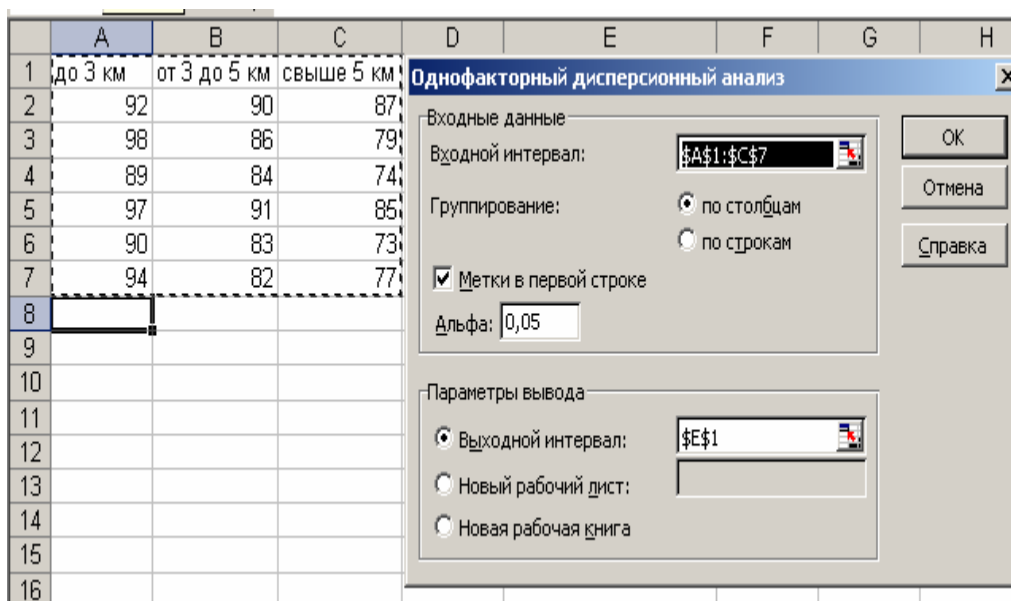 A B C D E F G H
1 до 3 км от 3 до 5 км свыше 5 км
2 92 90 87
3 98 86 79
4 89 84 74
5 97 91 85
6 90 83 73
7 94 82 77
8
9
10
11
12
13
14
15
16
Однофакторный дисперсионный анализ
Входные данные
Входной интервал: $A$1:$C$7
Группирование: по столбцам
по строкам
Метки в первой строке
Альфа: 0,05
Параметры вывода
Выходной интервал: $E$1
Новый рабочий лист:
Новая рабочая книга
ОК
Отмена
Справка